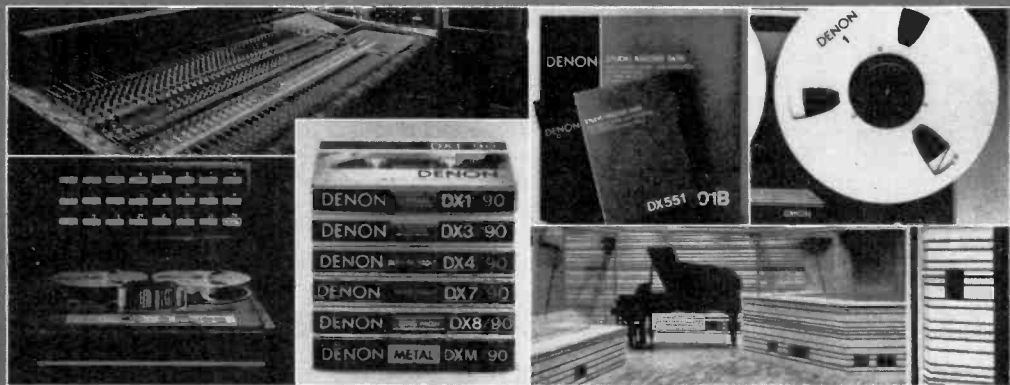 DENON
DENON
DX551 01B
DENON
1
DX1 90
DENON
DENON DX1 90
DENON DX3 90
DENON DX4 90
DENON DX7 90
DENON DX8 90
DENON METAL DXM 90